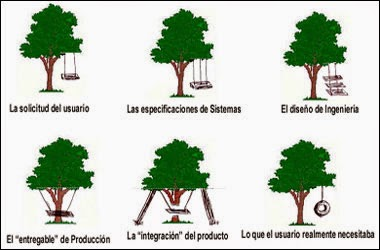 La solicitud del usuario
Las especificaciones de Sistemas
El diseño de Ingeniería
El "entregable" de Producción
La "integración" del producto
Lo que el usuario realmente necesitaba